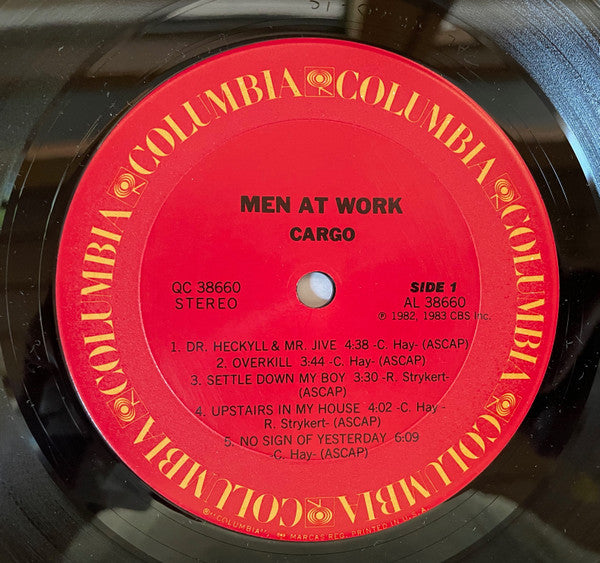 COLUMBIA COLUMBIA COLUMBIA COLUMBIA COLUMBIA COLUMBIA
MEN AT WORK
CARGO
QC 38660
STEREO
SIDE 1
AL 38660
℗ 1982, 1983 CBS Inc.
1. DR. HECKYLL & MR. JIVE 4:38 -C. Hay- (ASCAP)
2. OVERKILL 3:44 -C. Hay- (ASCAP)
3. SETTLE DOWN MY BOY 3:30 -R. Strykert-
(ASCAP)
4. UPSTAIRS IN MY HOUSE 4:02 -C. Hay -
R. Strykert- (ASCAP)
5. NO SIGN OF YESTERDAY 6:09
-C. Hay- (ASCAP)
®"COLUMBIA", MARCAS REG. PRINTED IN U.S.A.